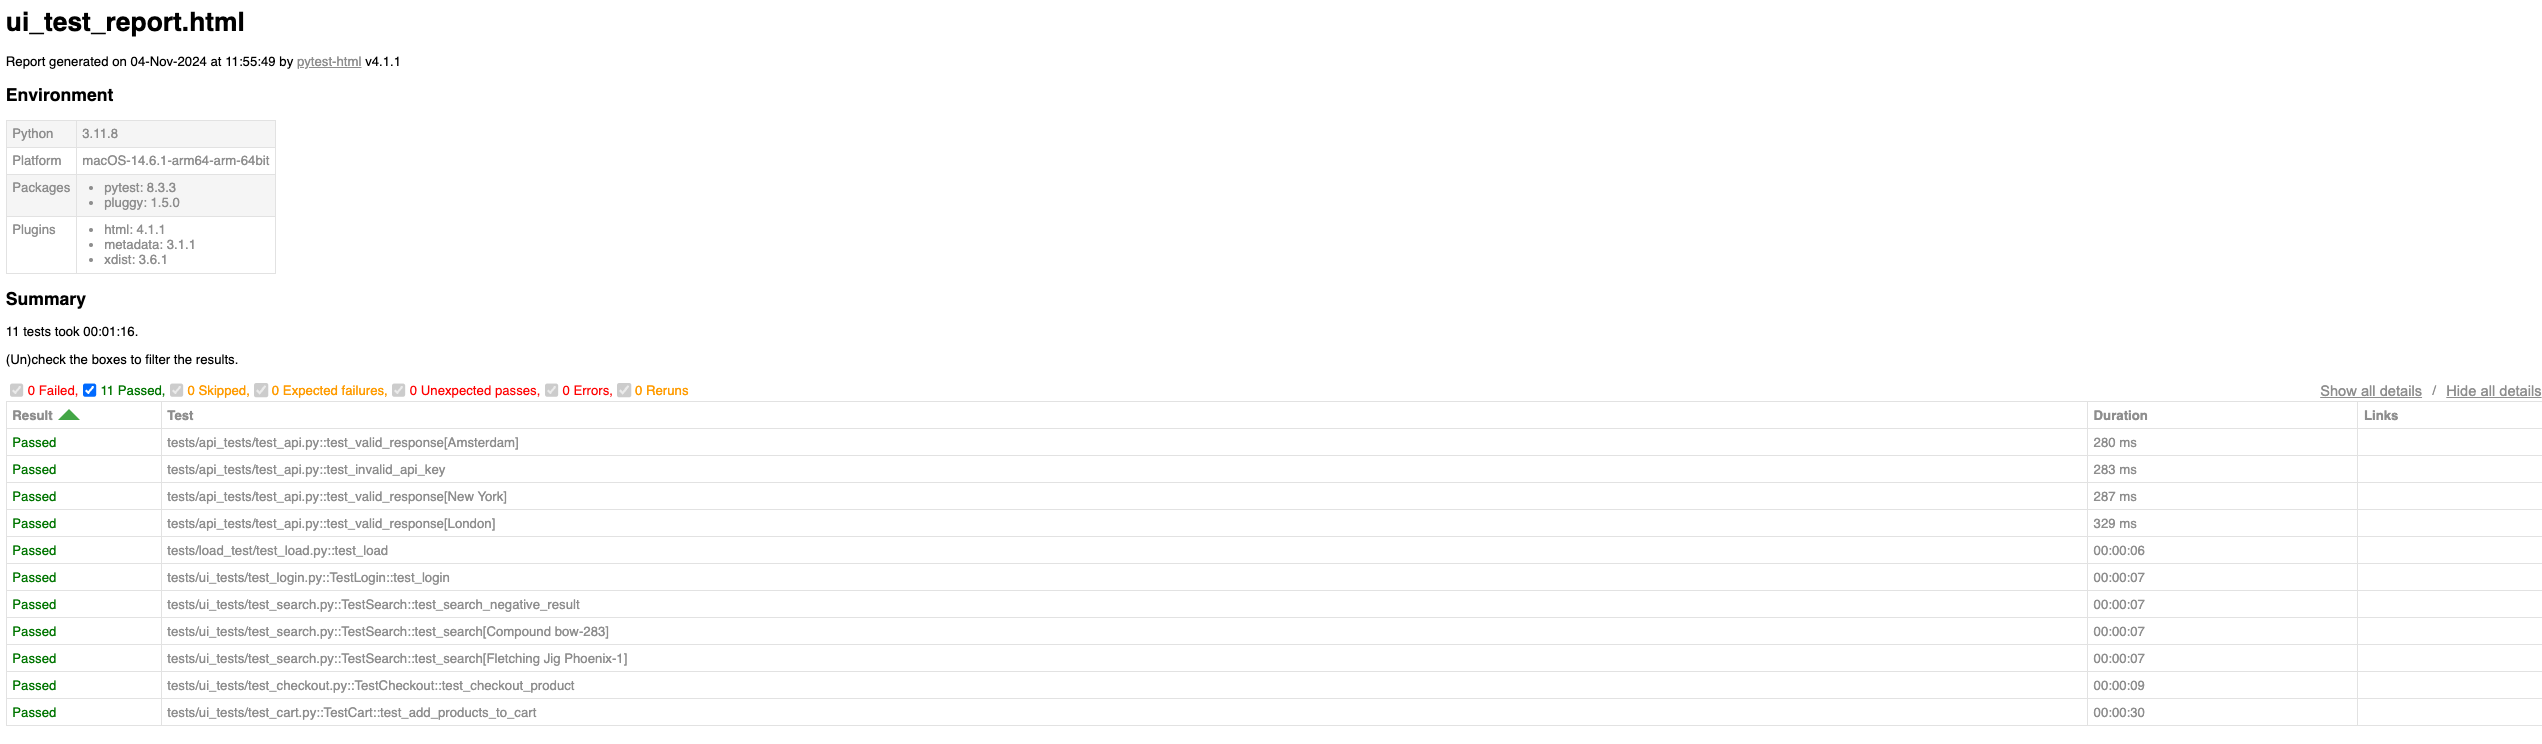 ui_test_report.html
Report generated on 04-Nov-2024 at 11:55:49 by pytest-html v4.1.1
Environment
Python 3.11.8
Platform macOS-14.6.1-arm64-arm-64bit
Packages • pytest: 8.3.3
• pluggy: 1.5.0
Plugins • html: 4.1.1
• metadata: 3.1.1
• xdist: 3.6.1
Summary
11 tests took 00:01:16.
(Un)check the boxes to filter the results.
0 Failed, 11 Passed, 0 Skipped, 0 Expected failures, 0 Unexpected passes, 0 Errors, 0 Reruns Show all details / Hide all details
Result Test Duration Links
Passed tests/api_tests/test_api.py::test_valid_response[Amsterdam] 280 ms
Passed tests/api_tests/test_api.py::test_invalid_api_key 283 ms
Passed tests/api_tests/test_api.py::test_valid_response[New York] 287 ms
Passed tests/api_tests/test_api.py::test_valid_response[London] 329 ms
Passed tests/load_test/test_load.py::test_load 00:00:06
Passed tests/ui_tests/test_login.py::TestLogin::test_login 00:00:07
Passed tests/ui_tests/test_search.py::TestSearch::test_search_negative_result 00:00:07
Passed tests/ui_tests/test_search.py::TestSearch::test_search[Compound bow-283] 00:00:07
Passed tests/ui_tests/test_search.py::TestSearch::test_search[Fletching Jig Phoenix-1] 00:00:07
Passed tests/ui_tests/test_checkout.py::TestCheckout::test_checkout_product 00:00:09
Passed tests/ui_tests/test_cart.py::TestCart::test_add_products_to_cart 00:00:30